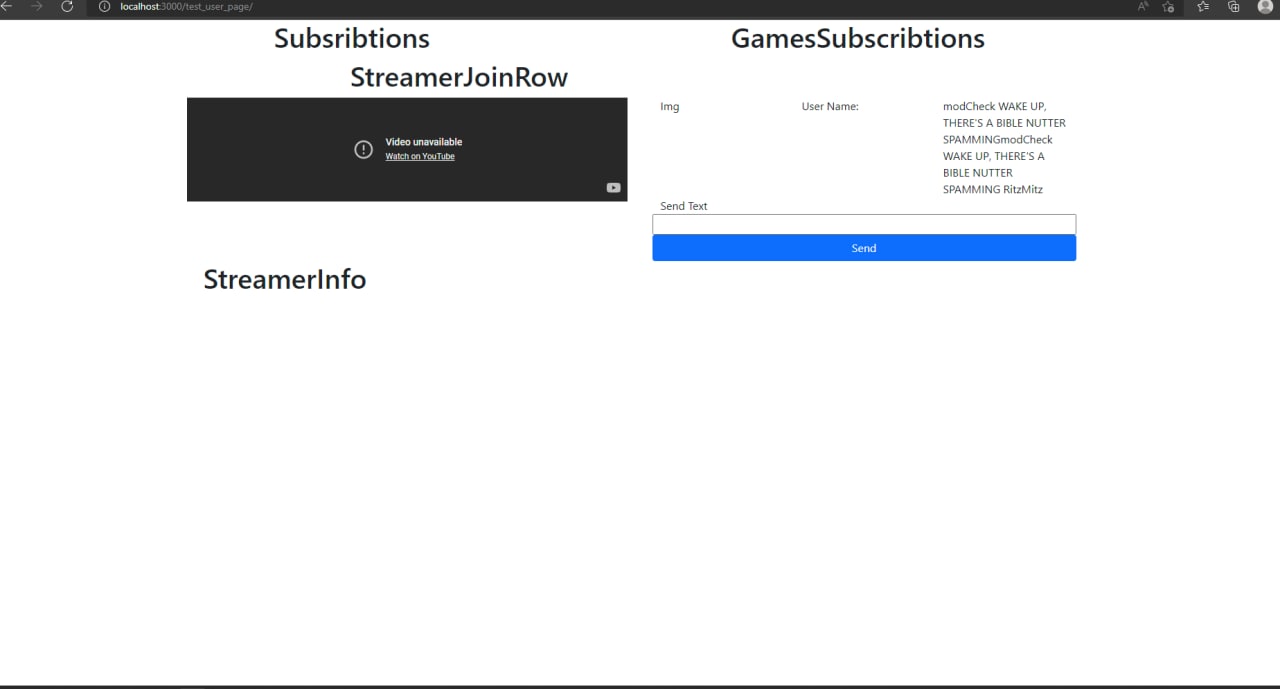 localhost:3000/test_user_page/
Subsribtions
GamesSubscribtions
StreamerJoinRow
Video unavailable
Watch on YouTube
Img
User Name:
modCheck WAKE UP,
THERE'S A BIBLE NUTTER
SPAMMINGmodCheck
WAKE UP, THERE'S A
BIBLE NUTTER
SPAMMING RitzMitz
Send Text
Send
StreamerInfo